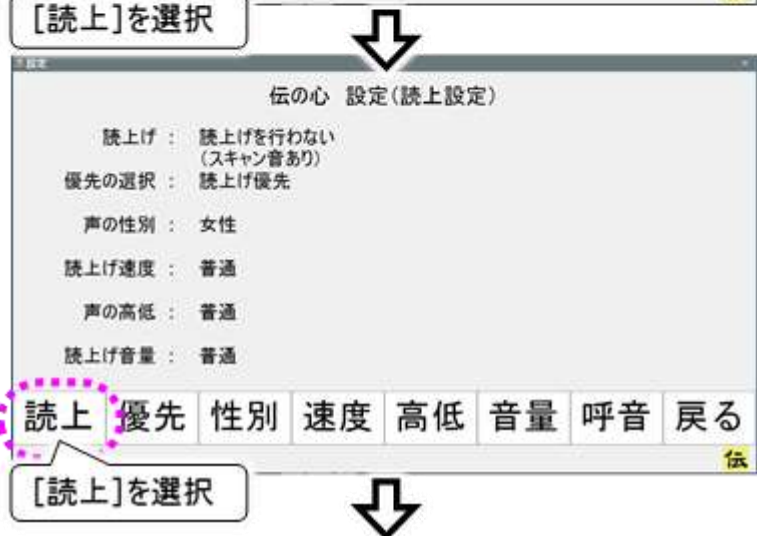 [読上]を選択
伝の心 設定(読上設定)
読上げ : 読上げを行わない
(スキャン音あり)
優先の選択 : 読上げ優先
声の性別 : 女性
読上げ速度 : 普通
声の高低 : 普通
読上げ音量 : 普通
読上 優先 性別 速度 高低 音量 呼音 戻る
伝
[読上]を選択